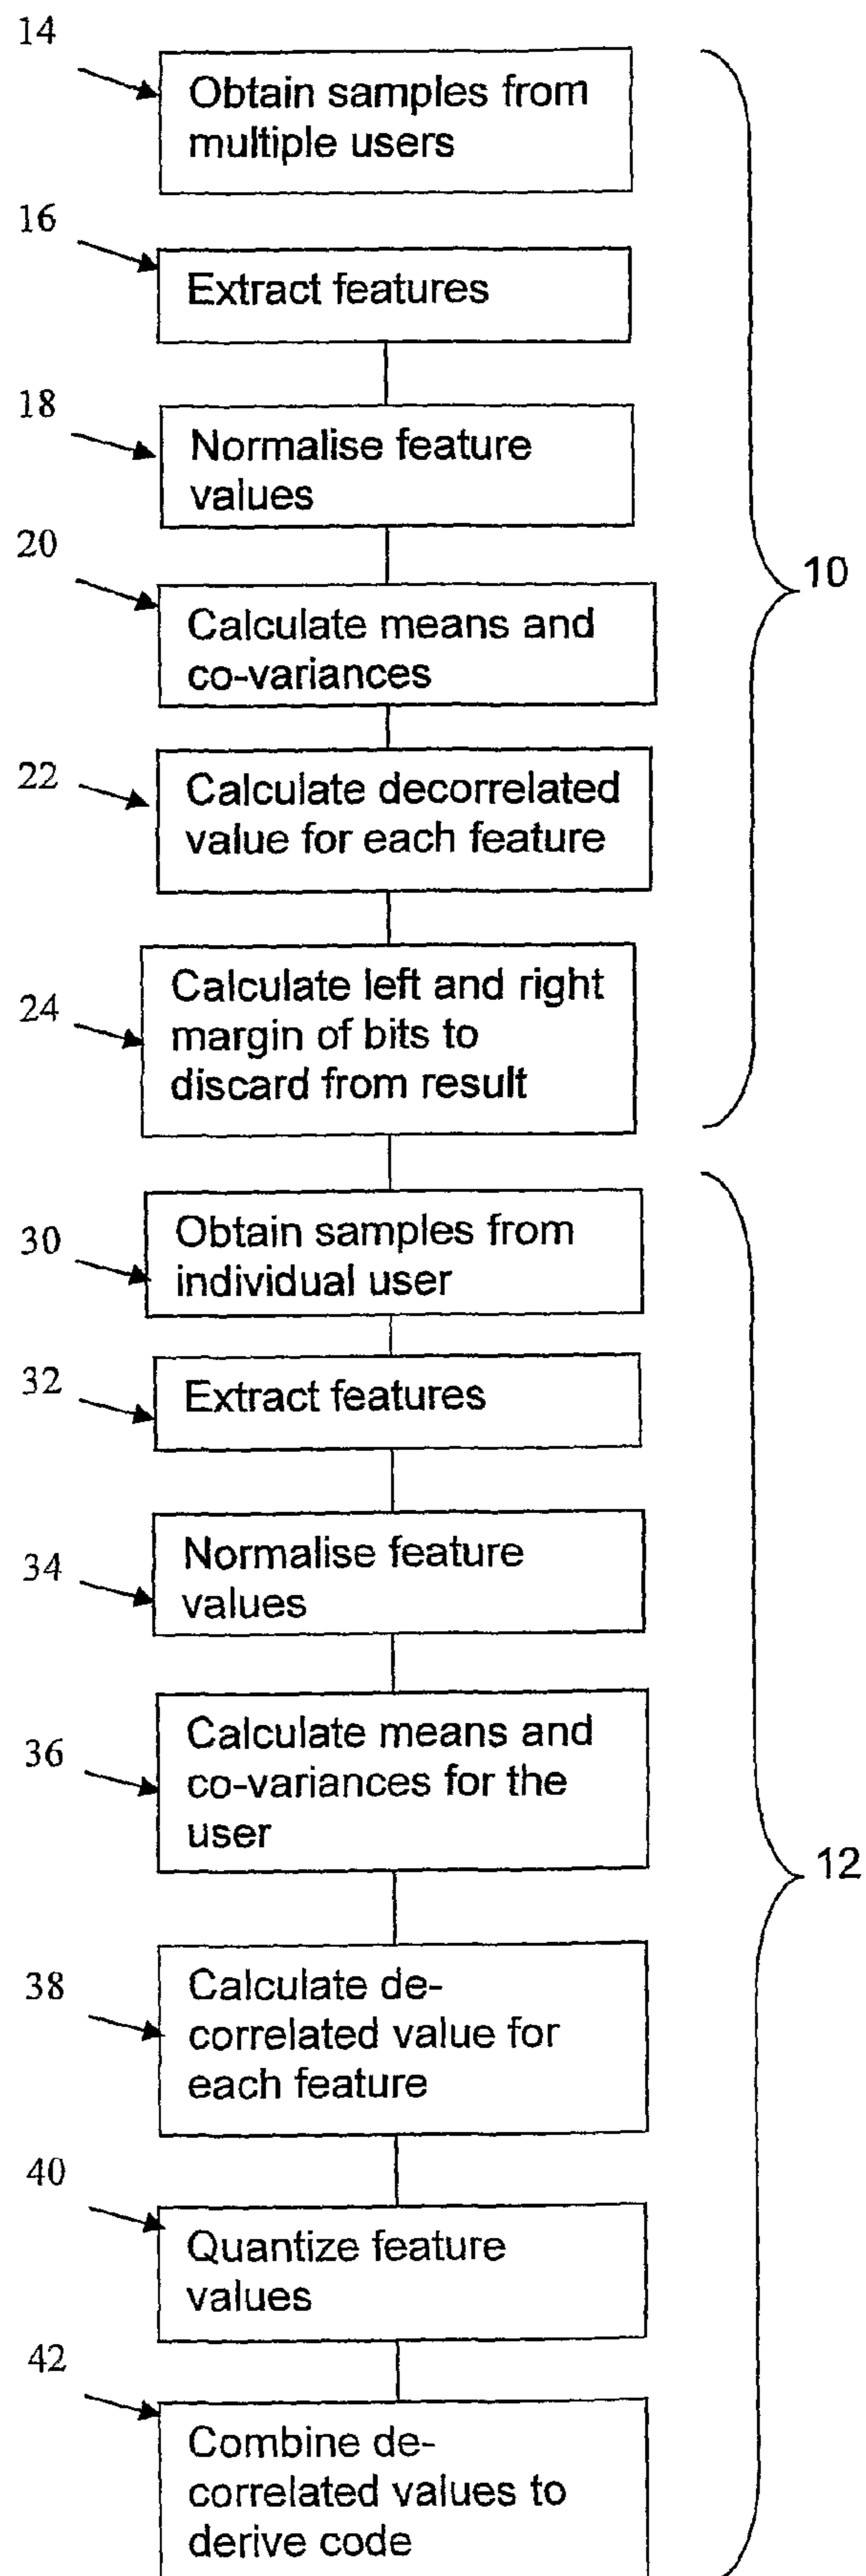 14
Obtain samples from
multiple users
16
Extract features
18
Normalise feature
values
10
20
Calculate means and
co-variances
22
Calculate decorrelated
value for each feature
24
Calculate left and right
margin of bits to
discard from result
30
Obtain samples from
individual user
32
Extract features
34
Normalise feature
values
36
Calculate means and
co-variances for the
user
12
38
Calculate de-
correlated value for
each feature
40
Quantize feature
values
42
Combine de-
correlated values to
derive code